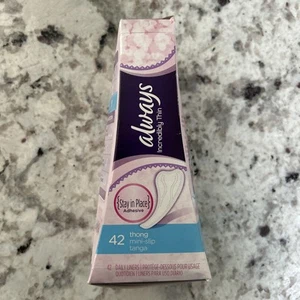 always
Incredibly Thin
Stay in Place
Adhesive
42
thong
mini-slip
tanga